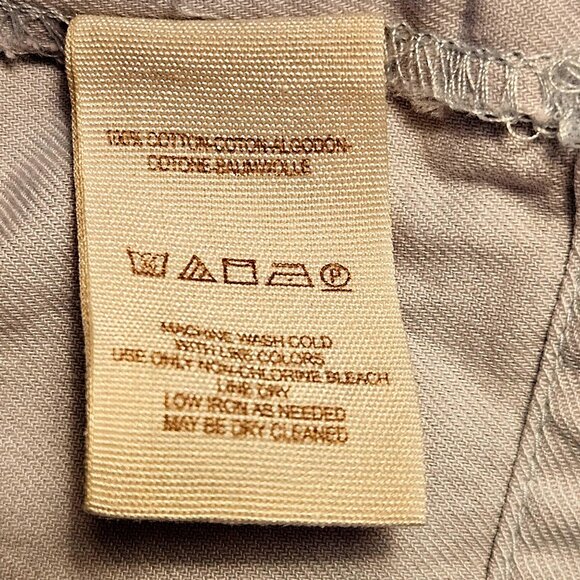 100% COTTON-COTON-ALGODON-
COTONE-BAUMWOLLE
P
MACHINE WASH COLD
WITH LIKE COLORS
USE ONLY NON-CHLORINE BLEACH
LINE DRY
LOW IRON AS NEEDED
MAY BE DRY CLEANED